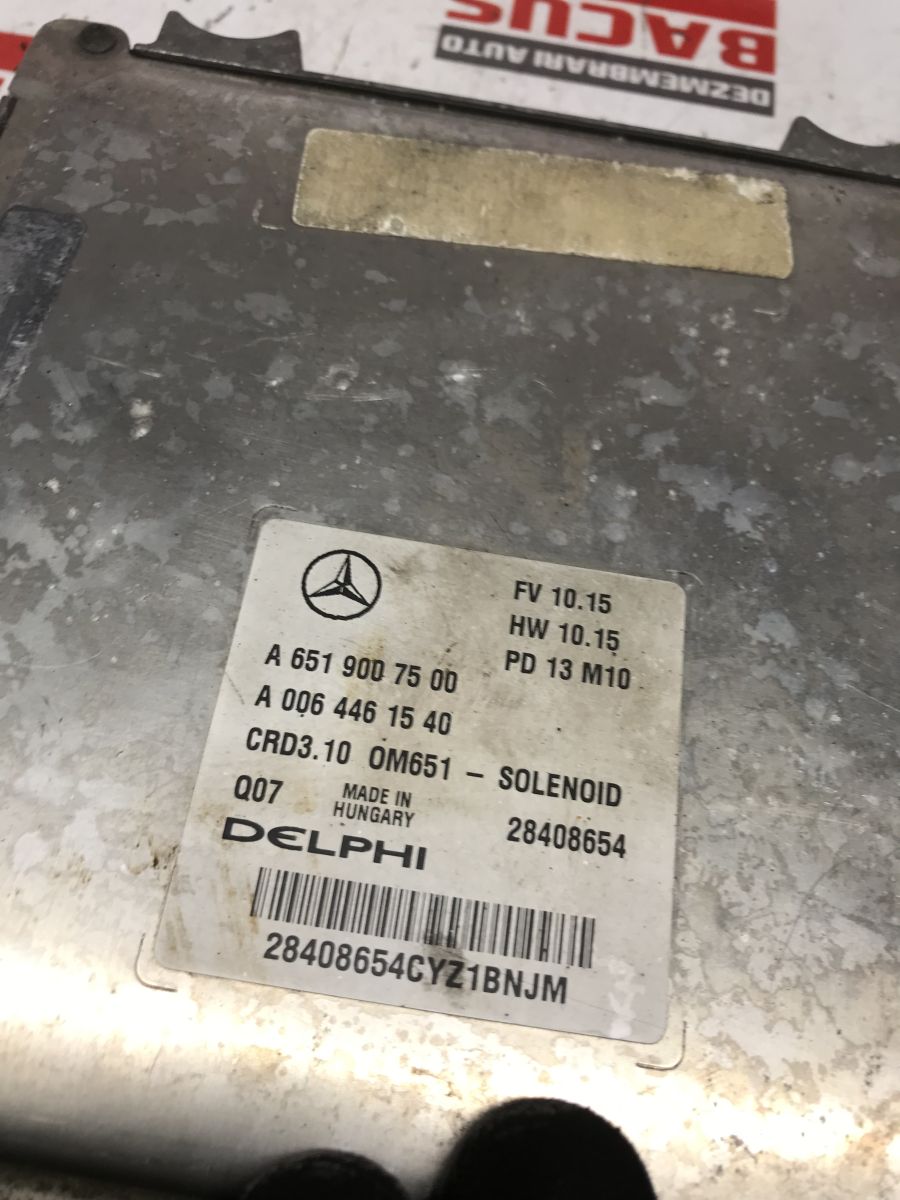 BACUS
DEZMEMBRARI AUTO
FV 10.15
HW 10.15
PD 13 M10
A 651 900 75 00
A 006 446 15 40
CRD3.10 OM651 – SOLENOID
Q07
MADE IN
HUNGARY
28408654
DELPHI
28408654CYZ1BNJM